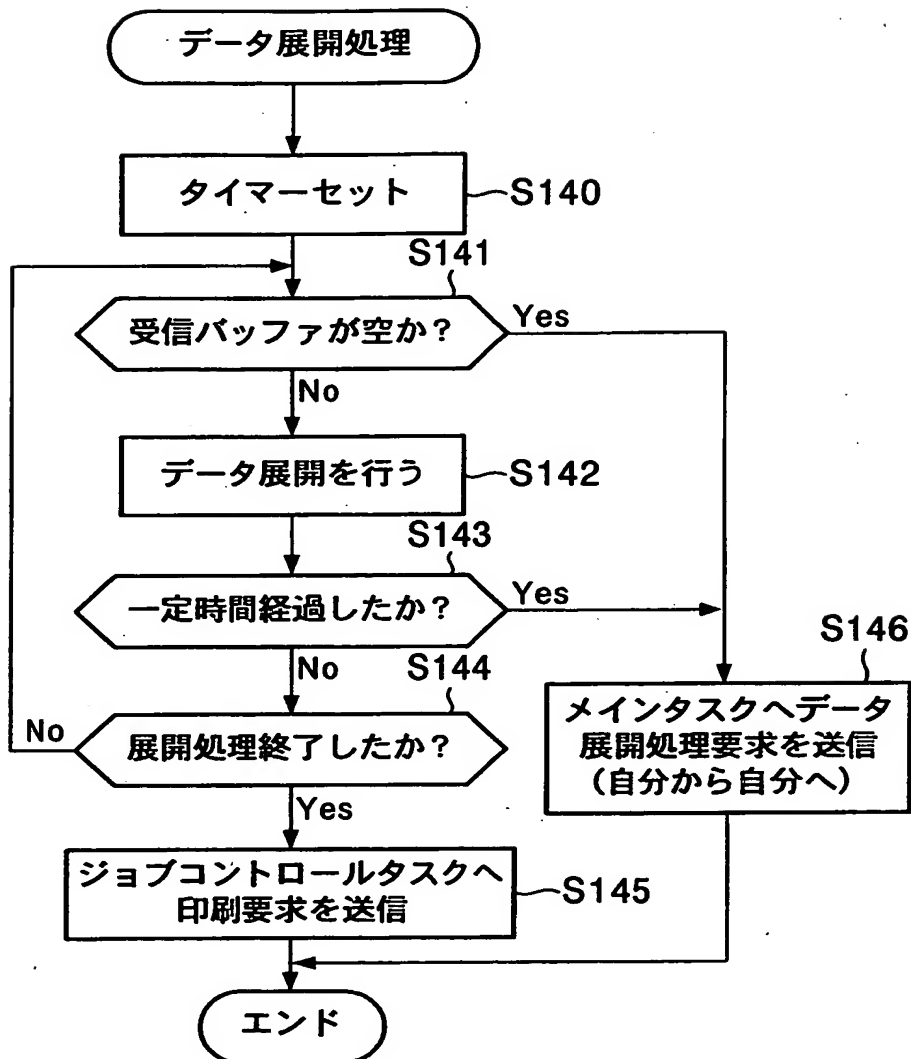 データ展開処理
タイマーセット
S140
S141
受信バッファが空か？
Yes
No
データ展開を行う
S142
S143
一定時間経過したか？
Yes
No
S144
S146
展開処理終了したか？
No
Yes
メインタスクへデータ
展開処理要求を送信
(自分から自分へ)
ジョブコントロールタスクへ
印刷要求を送信
S145
エンド